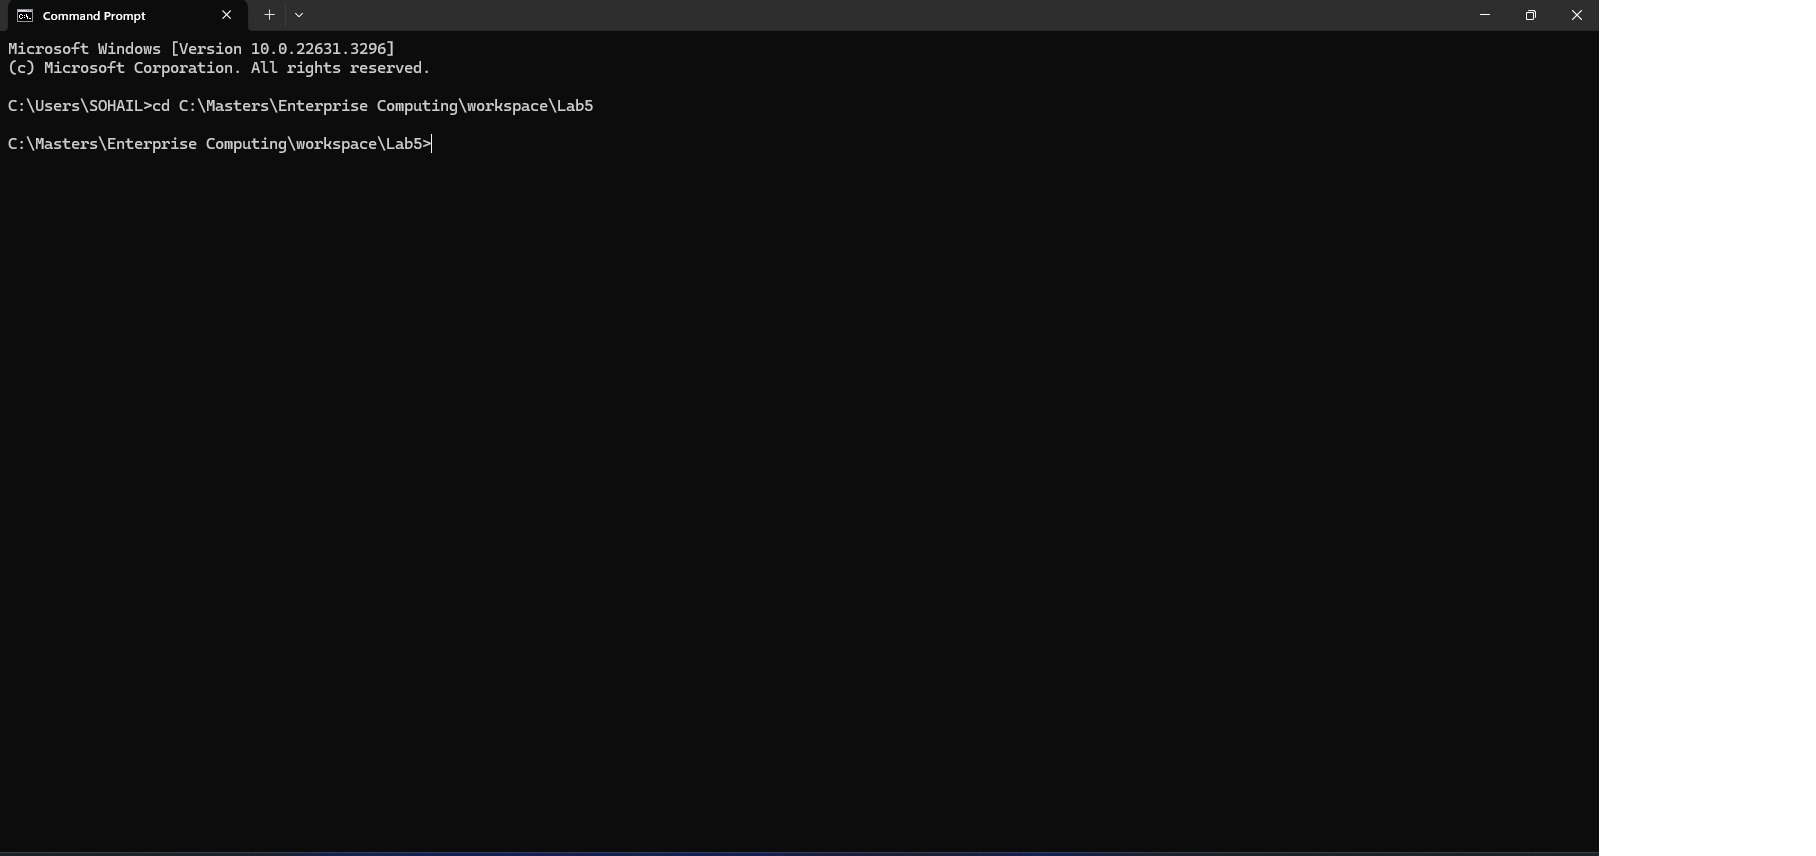 Command Prompt
Microsoft Windows [Version 10.0.22631.3296]
(c) Microsoft Corporation. All rights reserved.
C:\Users\SOHAIL>cd C:\Masters\Enterprise Computing\workspace\Lab5
C:\Masters\Enterprise Computing\workspace\Lab5>